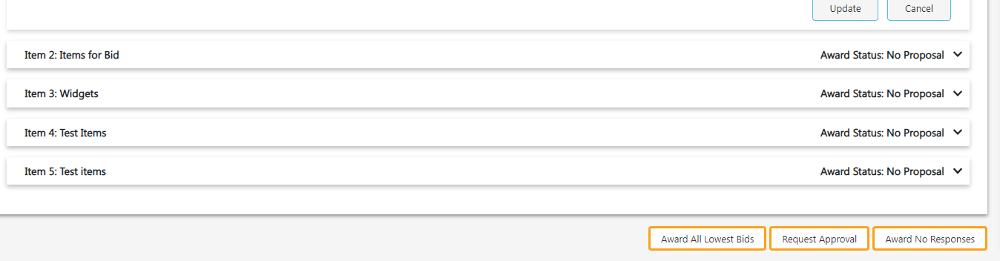 Update Cancel
Item 2: Items for Bid Award Status: No Proposal
Item 3: Widgets Award Status: No Proposal
Item 4: Test Items Award Status: No Proposal
Item 5: Test items Award Status: No Proposal
Award All Lowest Bids Request Approval Award No Responses